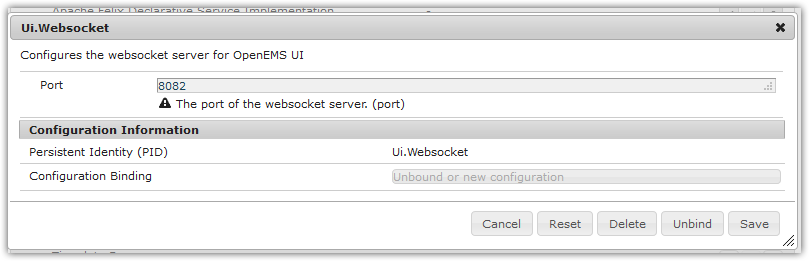 Apache Felix Declarative Service Implementation
Ui.Websocket
Configures the websocket server for OpenEMS UI
Port
8082
The port of the websocket server. (port)
Configuration Information
Persistent Identity (PID)
Ui.Websocket
Configuration Binding
Unbound or new configuration
Cancel
Reset
Delete
Unbind
Save